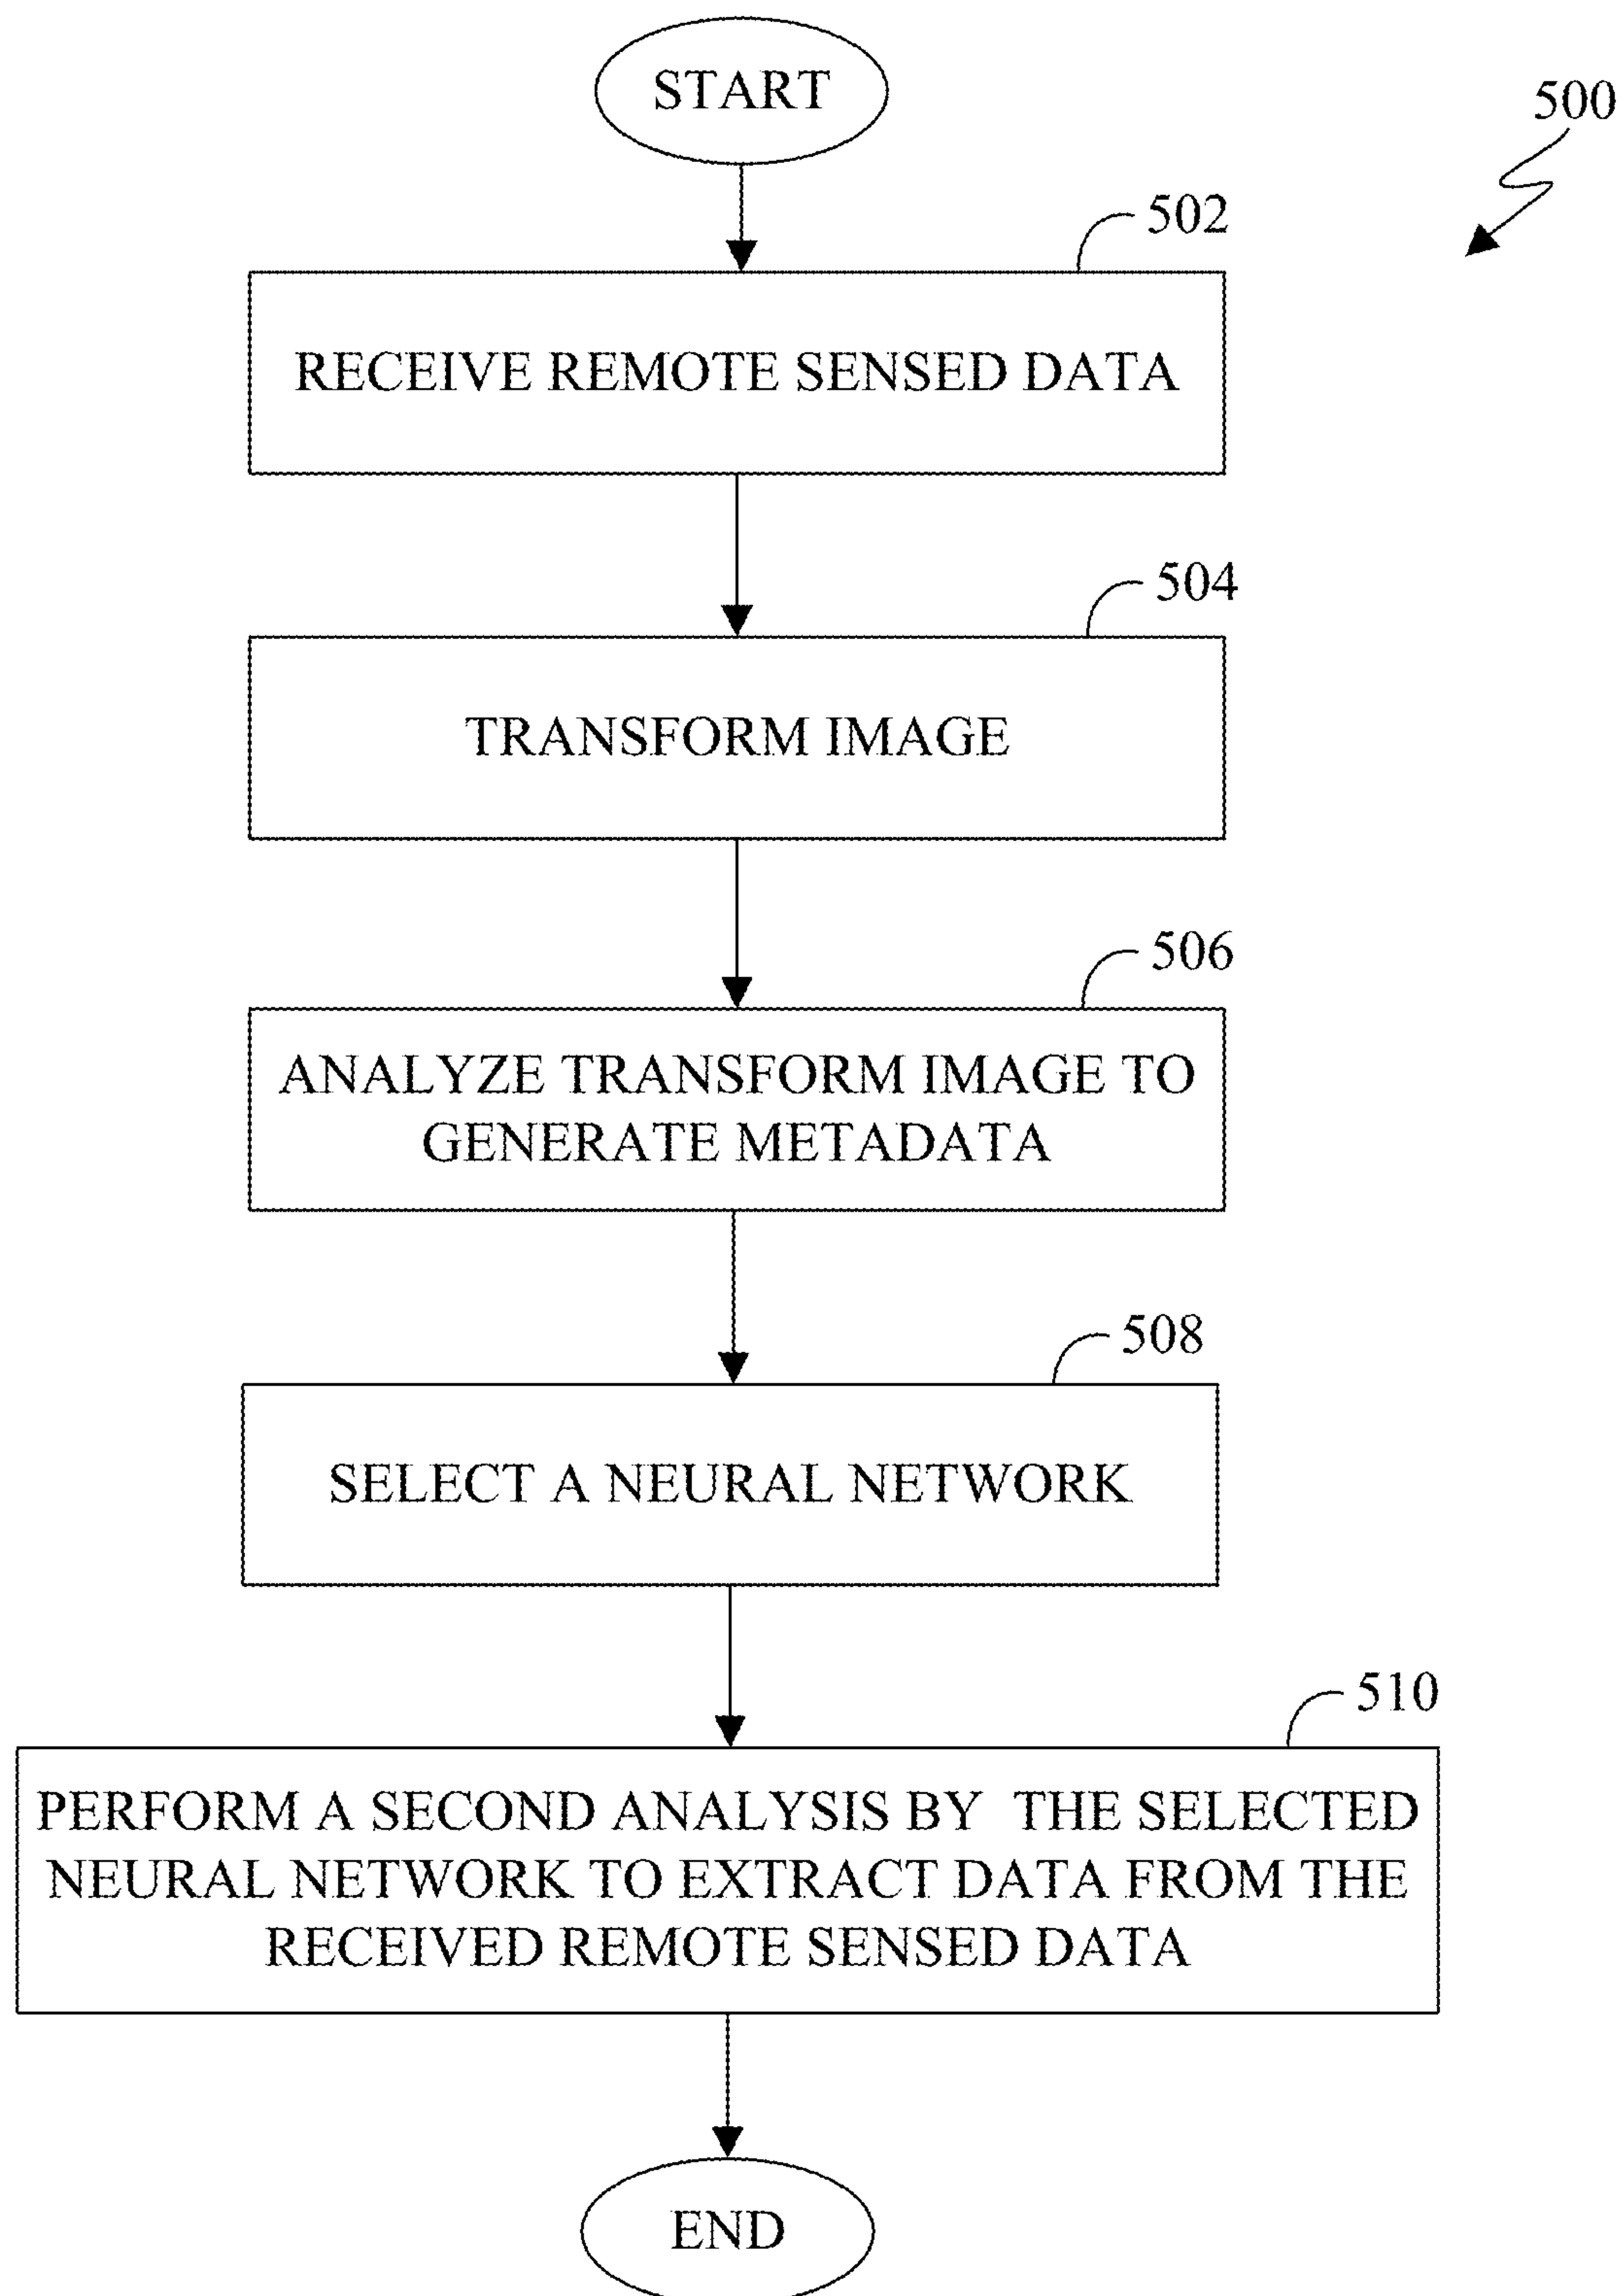 START
500
502
RECEIVE REMOTE SENSED DATA
504
TRANSFORM IMAGE
506
ANALYZE TRANSFORM IMAGE TO
GENERATE METADATA
508
SELECT A NEURAL NETWORK
510
PERFORM A SECOND ANALYSIS BY THE SELECTED
NEURAL NETWORK TO EXTRACT DATA FROM THE
RECEIVED REMOTE SENSED DATA
END